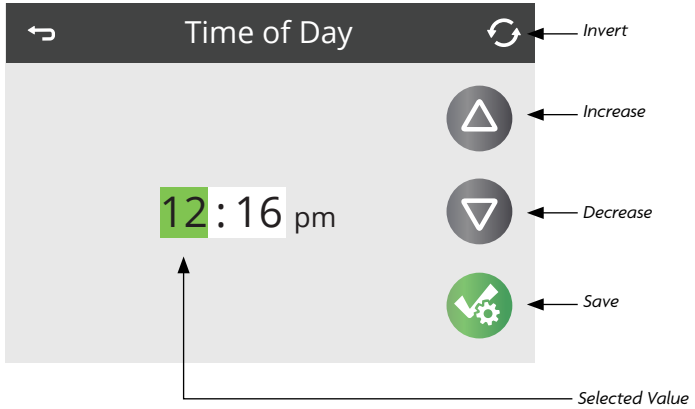 Time of Day
Invert
Increase
12:16 pm
Decrease
Save
Selected Value